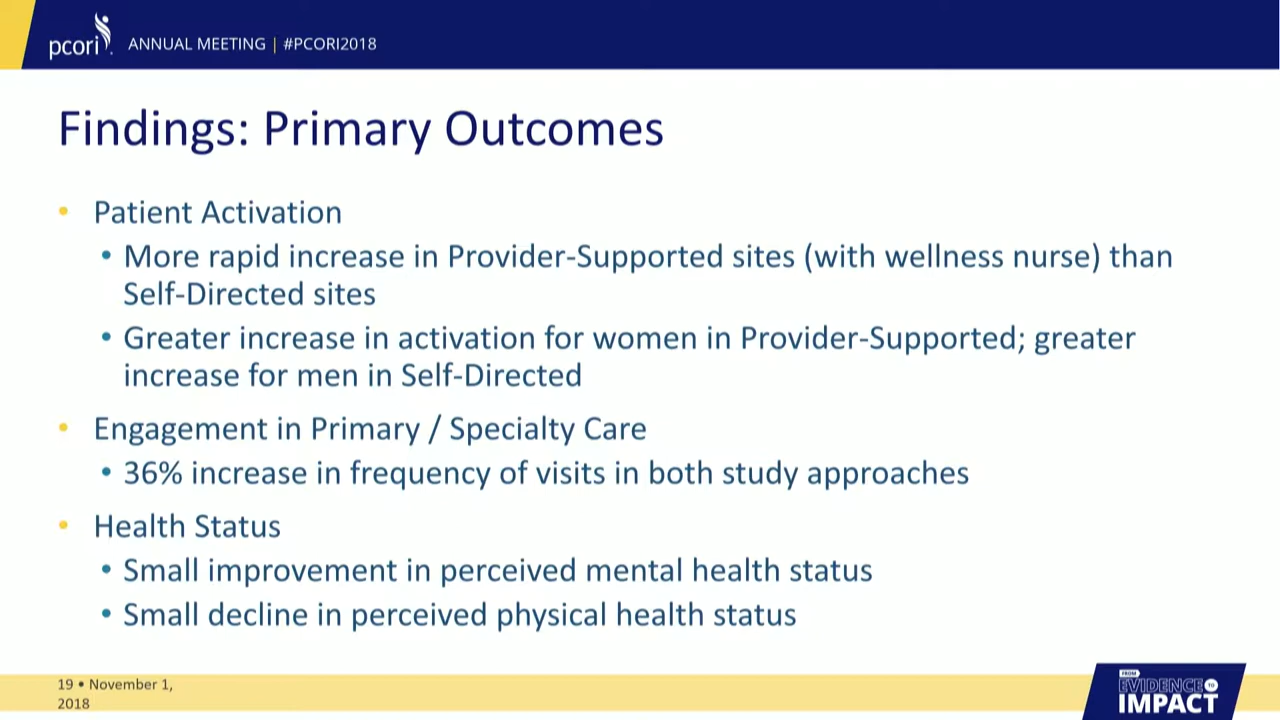 pcori
ANNUAL MEETING | #PCORI2018
Findings: Primary Outcomes
• Patient Activation
• More rapid increase in Provider-Supported sites (with wellness nurse) than
Self-Directed sites
• Greater increase in activation for women in Provider-Supported; greater
increase for men in Self-Directed
• Engagement in Primary / Specialty Care
• 36% increase in frequency of visits in both study approaches
• Health Status
• Small improvement in perceived mental health status
• Small decline in perceived physical health status
19 • November 1,
2018
FROM
EVIDENCE TO
IMPACT